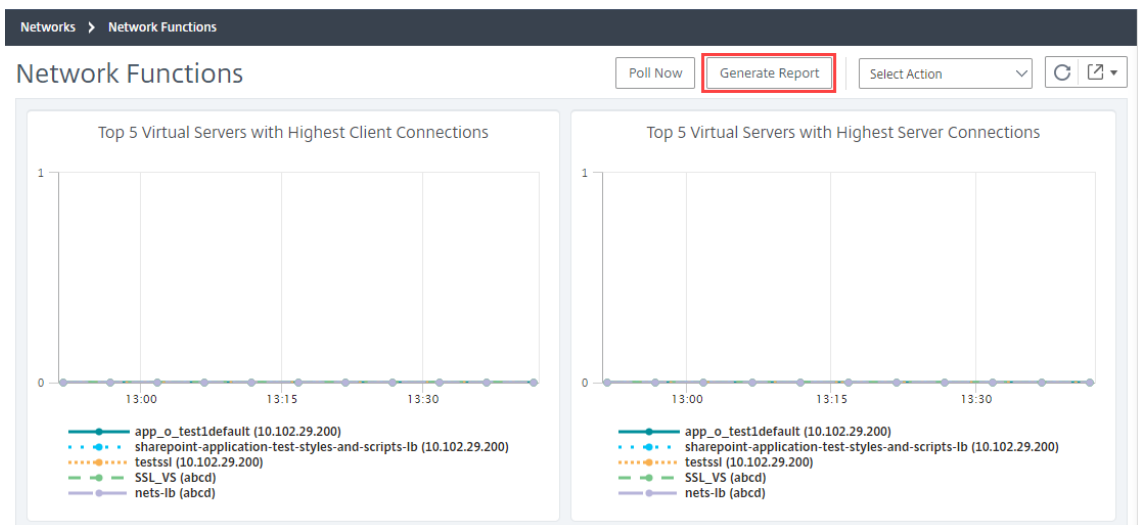 Networks > Network Functions
Network Functions
Poll Now
Generate Report
Select Action
Top 5 Virtual Servers with Highest Client Connections
1
0
13:00 13:15 13:30
app_o_test1default (10.102.29.200)
sharepoint-application-test-styles-and-scripts-lb (10.102.29.200)
testssl (10.102.29.200)
SSL_VS (abcd)
nets-lb (abcd)
Top 5 Virtual Servers with Highest Server Connections
1
0
13:00 13:15 13:30
app_o_test1default (10.102.29.200)
sharepoint-application-test-styles-and-scripts-lb (10.102.29.200)
testssl (10.102.29.200)
SSL_VS (abcd)
nets-lb (abcd)